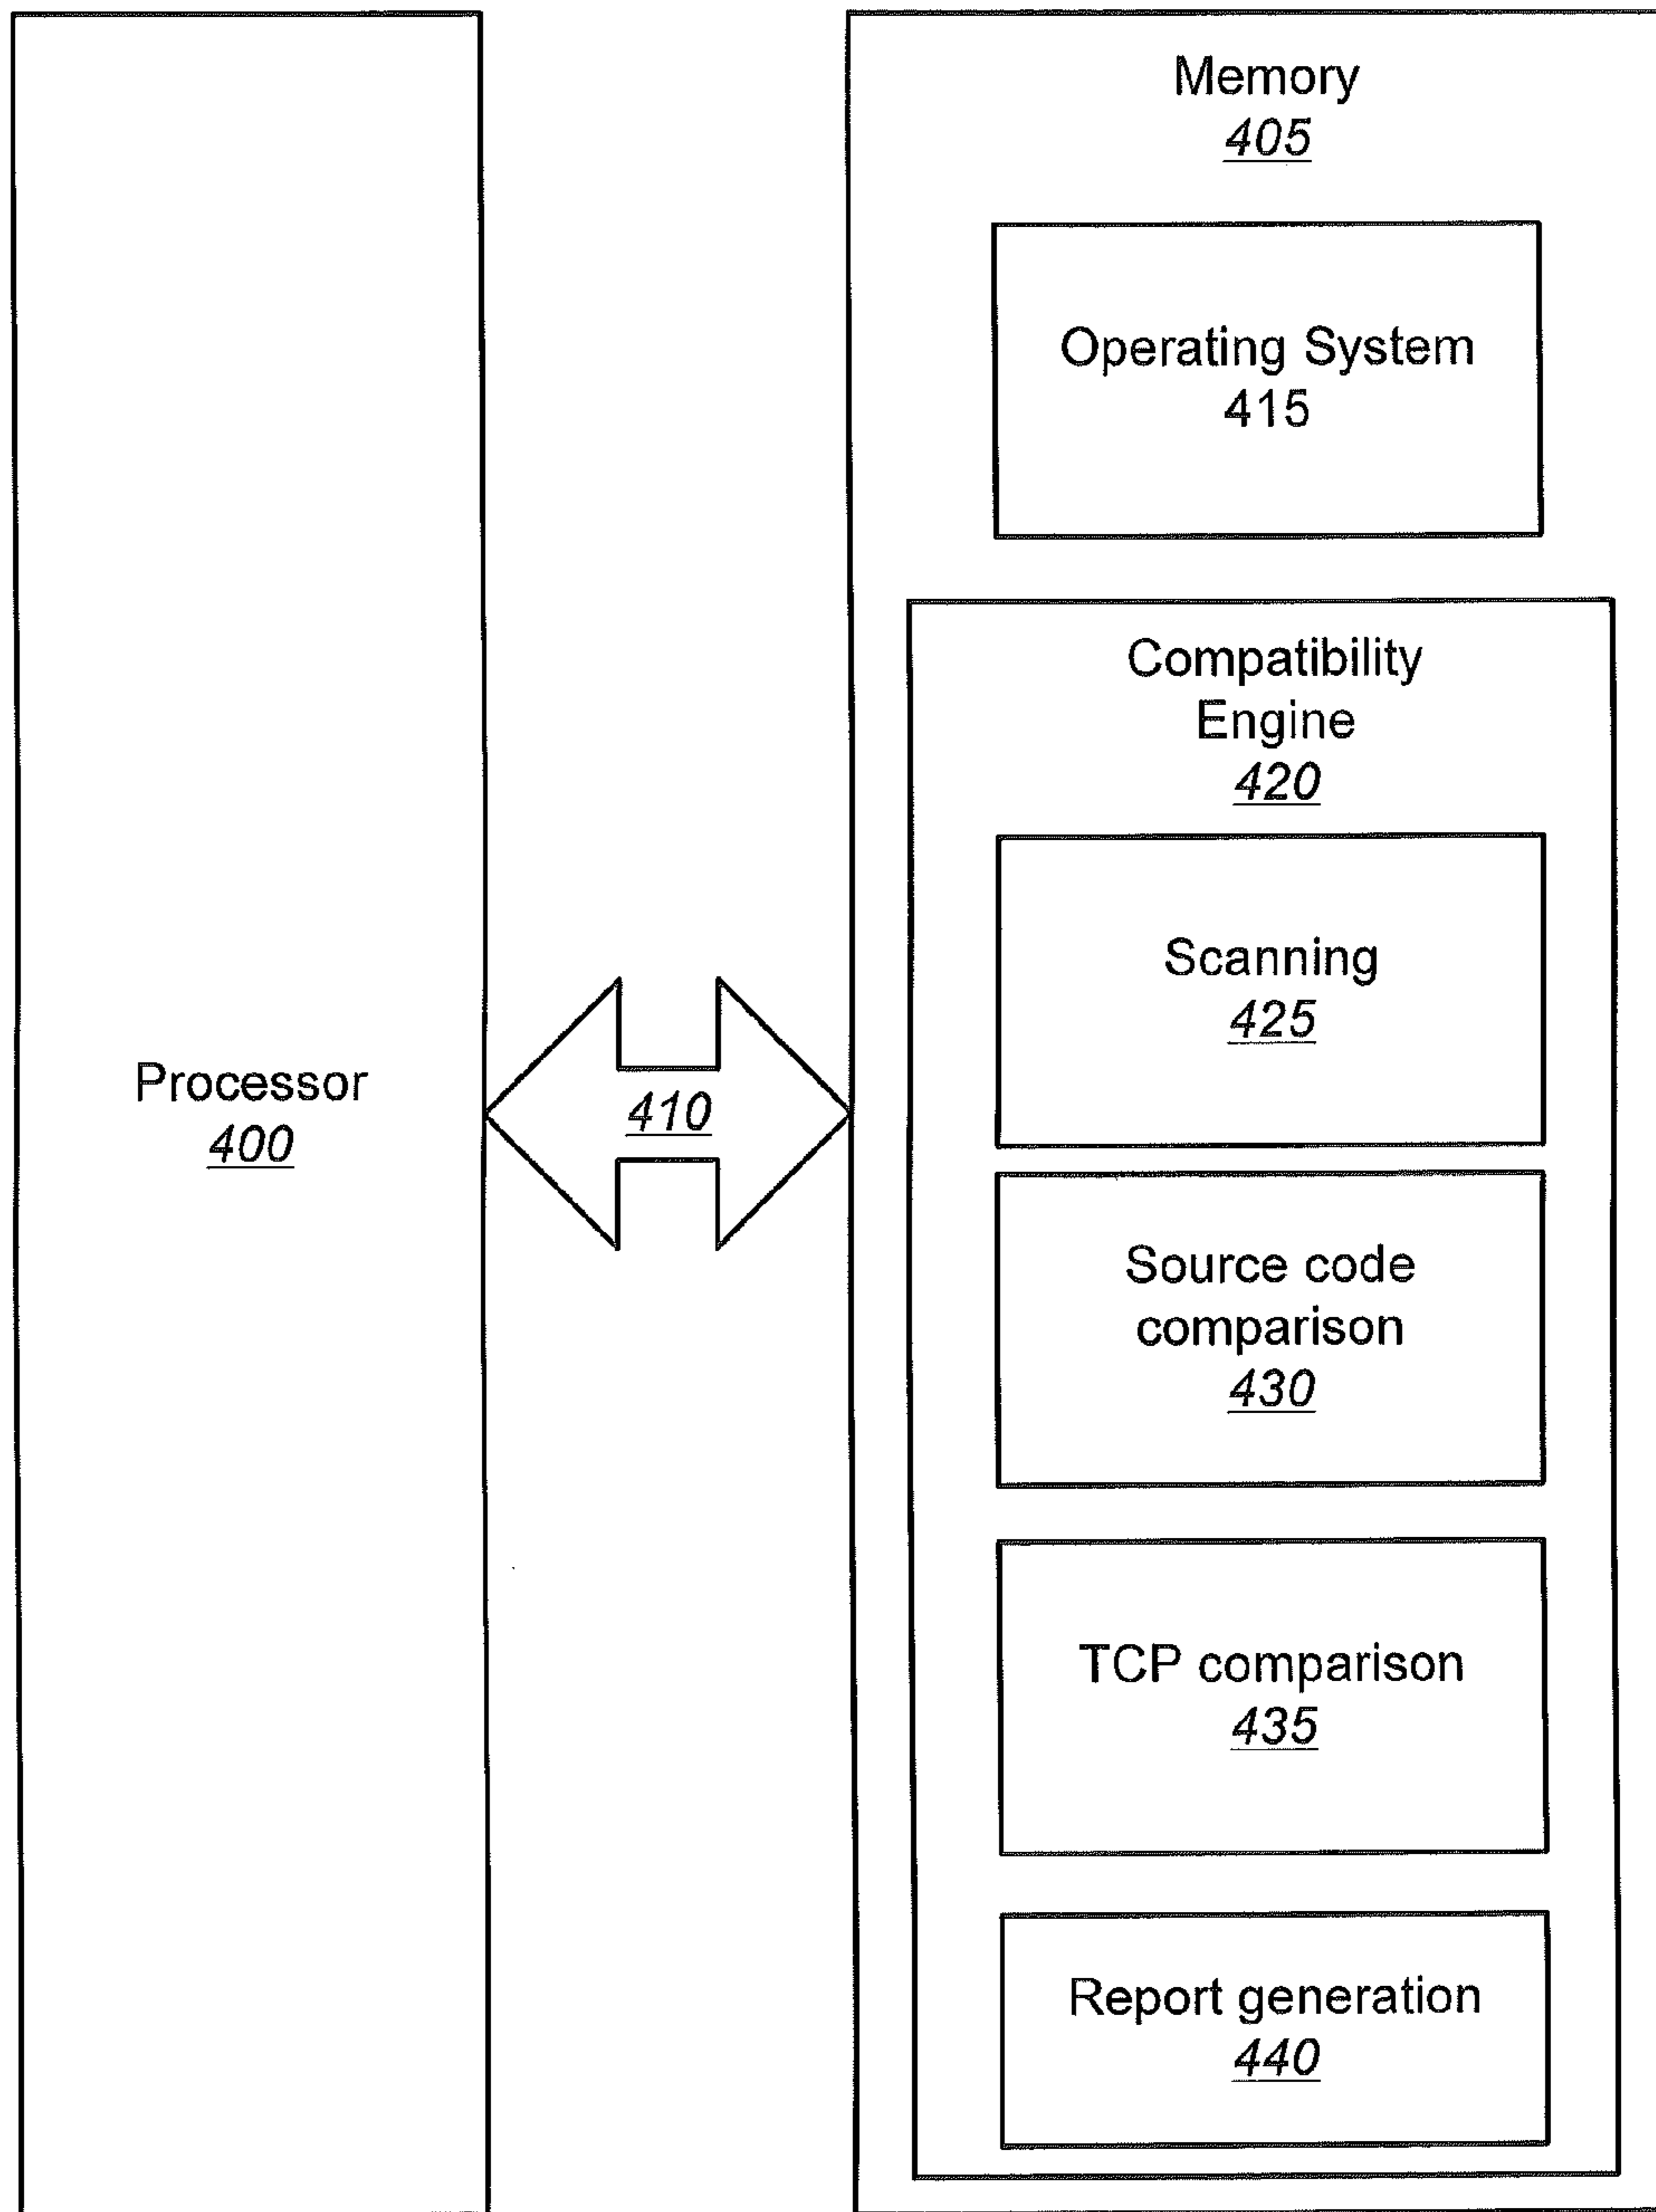 Memory
405
Operating System
415
Compatibility
Engine
420
Scanning
425
Processor
400
410
Source code
comparison
430
TCP comparison
435
Report generation
440